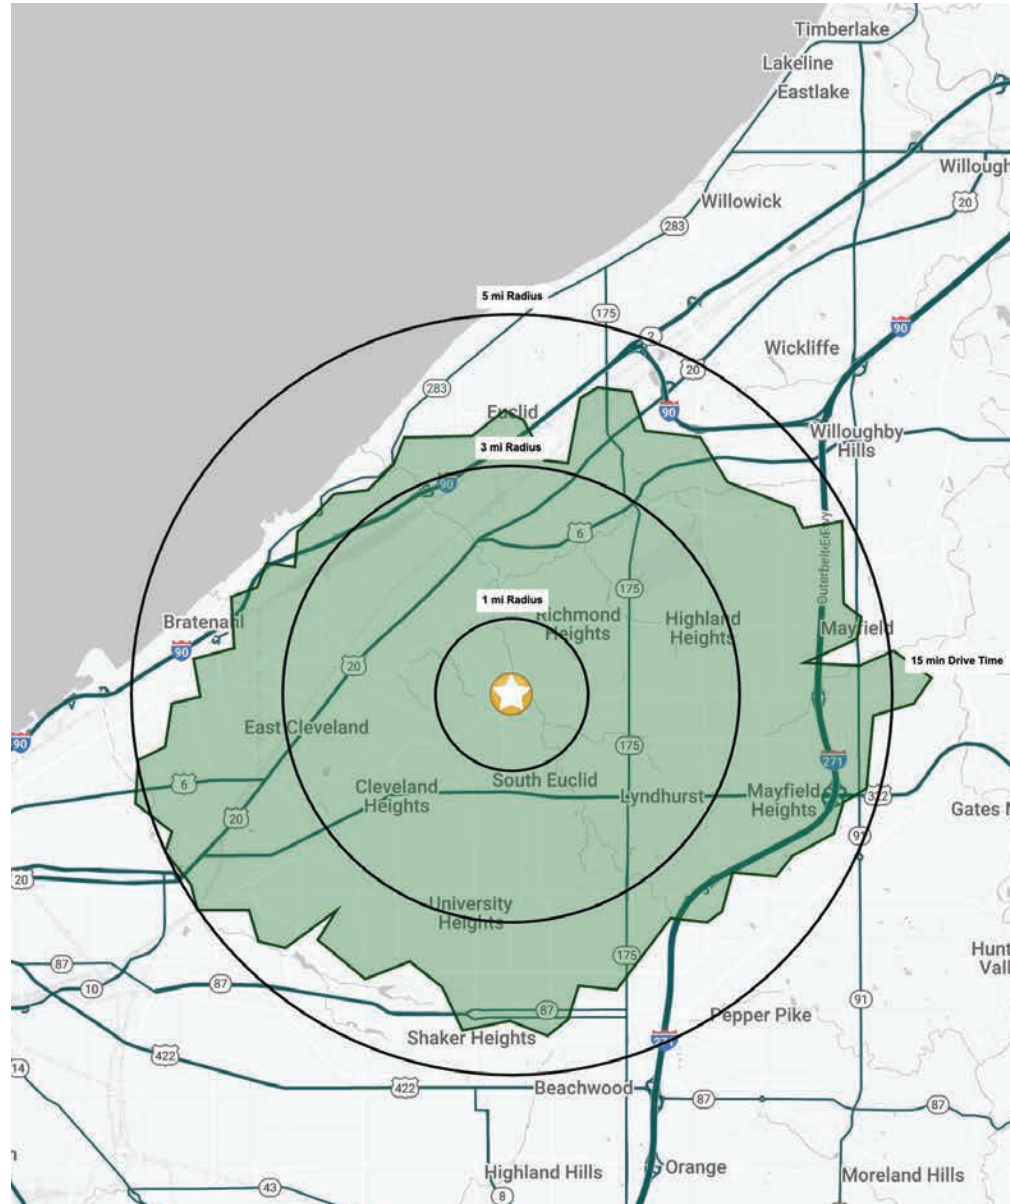 Timberlake
Lakeline
Eastlake
Willough
20
Willowick
283
5 mi Radius
175
90
2
Wickliffe
20
283
90
Euclid
Willoughby
Hills
3 mi Radius
90
6
Outerbelt E Fwy
175
1 mi Radius
Richmond
Heights
Highland
Heights
Bratenahl
Mayfield
90
20
15 min Drive Time
East Cleveland
90
175
271
6
South Euclid
Cleveland
Heights
Lyndhurst
Mayfield
Heights
322
Gates M
20
91
20
University
Heights
175
Hunt
Vall
87
87
10
91
87
Pepper Pike
Shaker Heights
271
422
14
422
Beachwood
87
87
Highland Hills
Orange
Moreland Hills
43
8